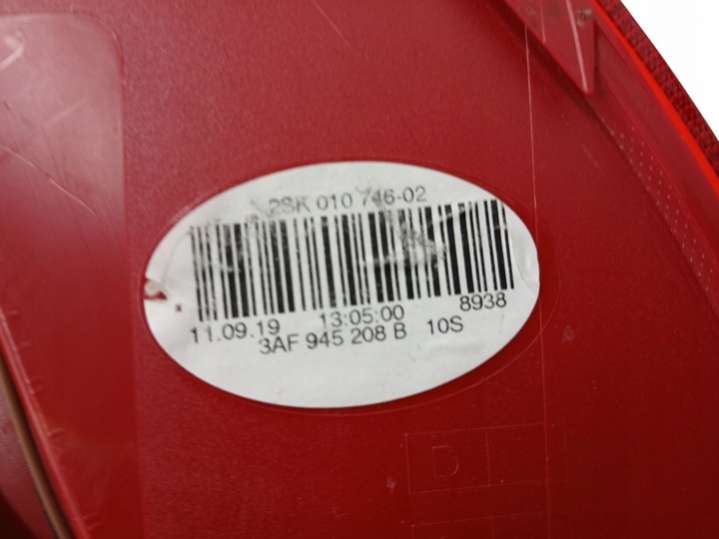 2SK 010 746-02
11.09.19 13:05:00 8938
3AF 945 208 B 10S
D